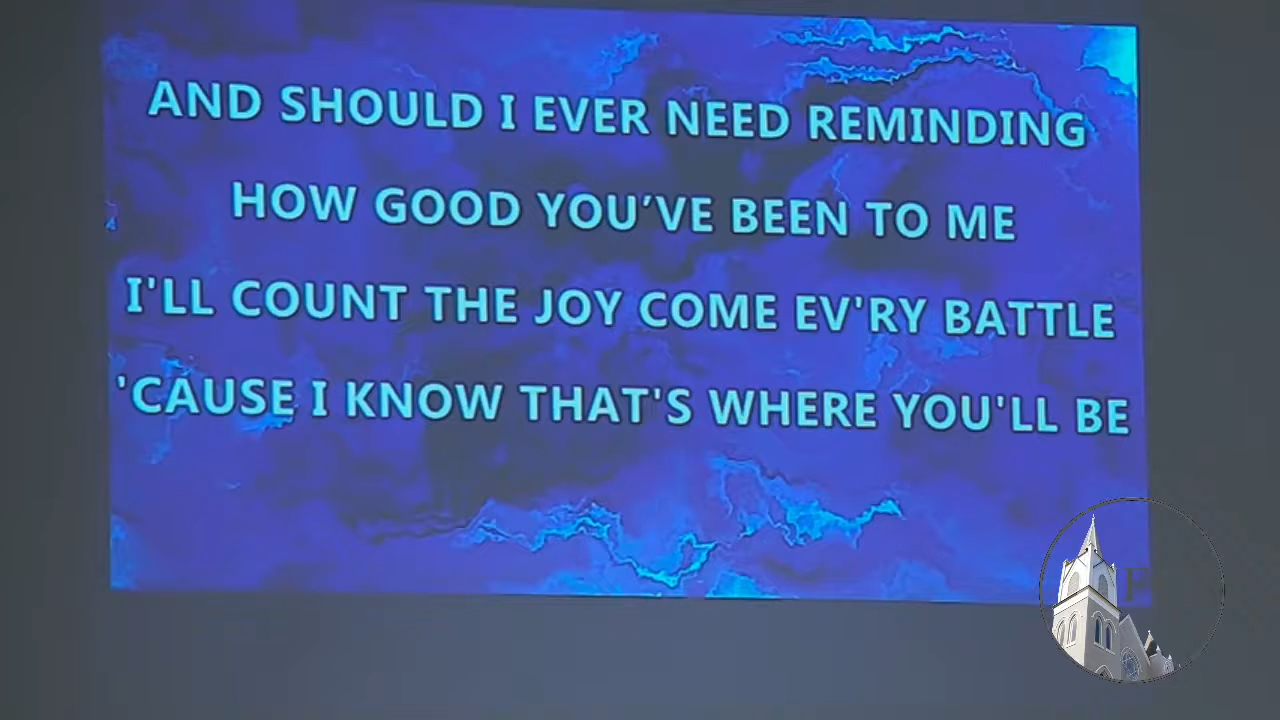 AND SHOULD I EVER NEED REMINDING
HOW GOOD YOU’VE BEEN TO ME
I'LL COUNT THE JOY COME EV'RY BATTLE
'CAUSE I KNOW THAT'S WHERE YOU'LL BE
F